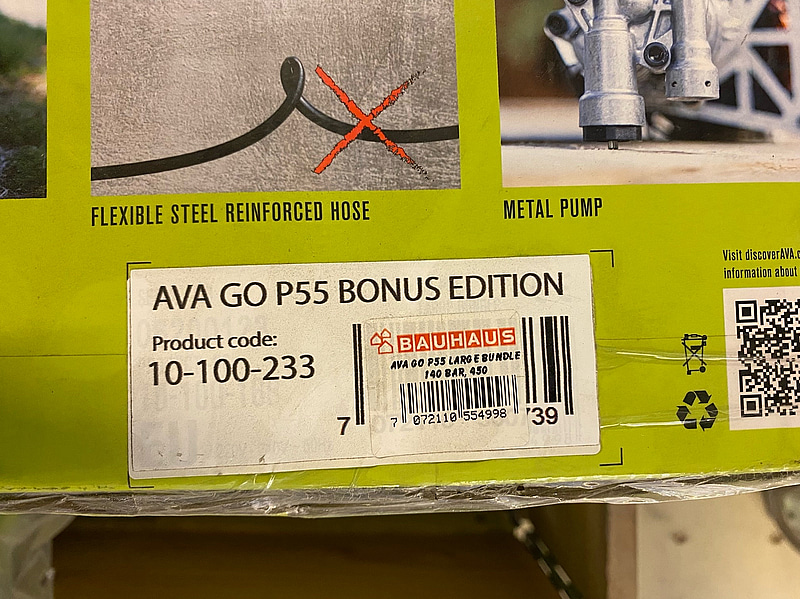 FLEXIBLE STEEL REINFORCED HOSE
METAL PUMP
Visit discoverAVA.c
information about
AVA GO P55 BONUS EDITION
Product code:
10-100-233
BAUHAUS
AVA GO P55 LARGE BUNDLE
140 BAR, 450
7 072110 554998
7
739